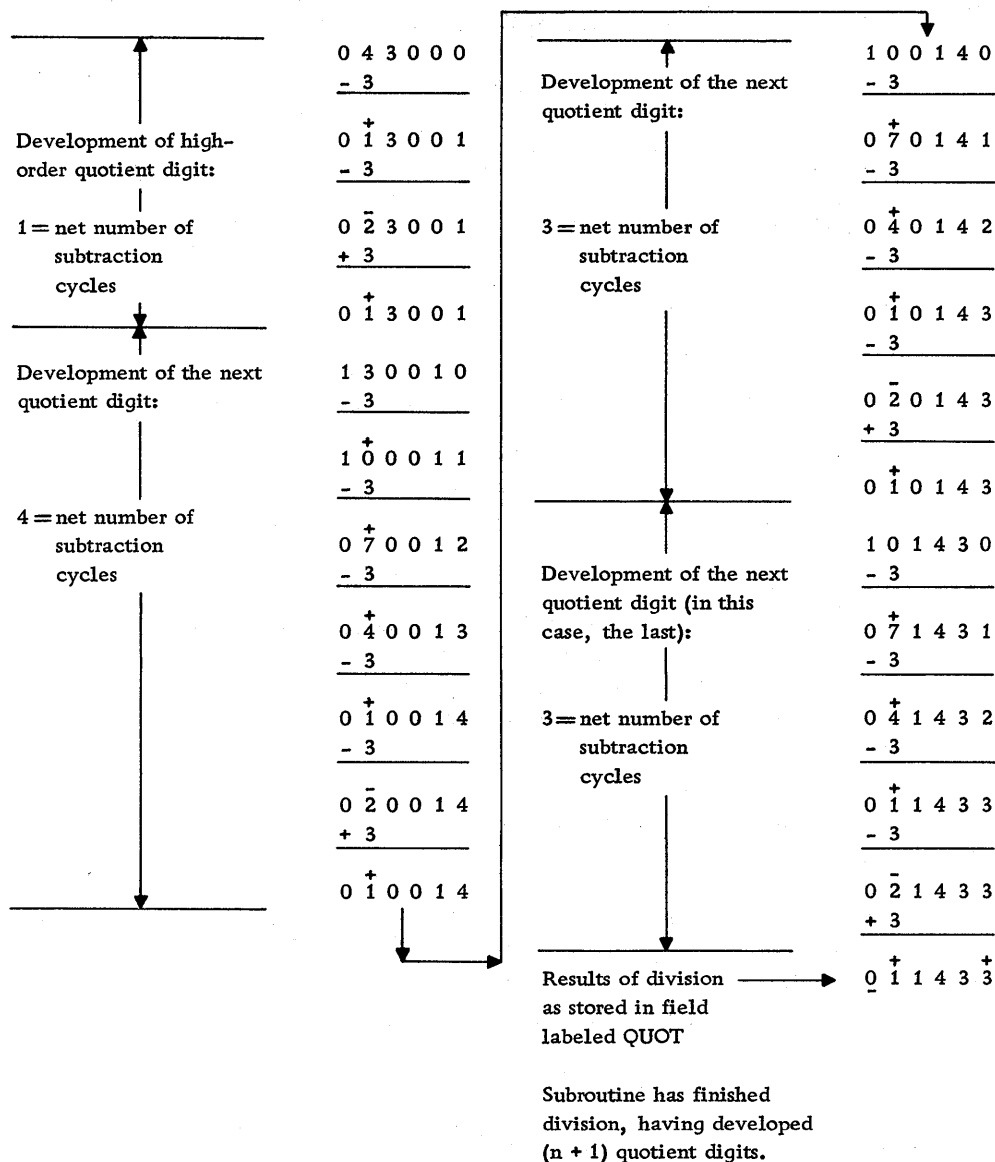 0 4 3 0 0 0
- 3
+
Development of high- 0 1 3 0 0 1
order quotient digit: - 3
-
1 = net number of 0 2 3 0 0 1
subtraction + 3
cycles
+
0 1 3 0 0 1
Development of the next 1 3 0 0 1 0
quotient digit: - 3
+
1 0 0 0 1 1
- 3
4 = net number of
+
subtraction 0 7 0 0 1 2
cycles - 3
+
0 4 0 0 1 3
- 3
+
0 1 0 0 1 4
- 3
-
0 2 0 0 1 4
+ 3
+
0 1 0 0 1 4
1 0 0 1 4 0
Development of the next - 3
quotient digit:
+
0 7 0 1 4 1
- 3
+
3 = net number of 0 4 0 1 4 2
subtraction - 3
cycles
+
0 1 0 1 4 3
- 3
-
0 2 0 1 4 3
+ 3
+
0 1 0 1 4 3
1 0 1 4 3 0
Development of the next - 3
quotient digit (in this
+
case, the last): 0 7 1 4 3 1
- 3
+
3 = net number of 0 4 1 4 3 2
subtraction - 3
cycles
+
0 1 1 4 3 3
- 3
-
0 2 1 4 3 3
+ 3
+ +
Results of division 0 1 1 4 3 3
as stored in field
labeled QUOT
Subroutine has finished
division, having developed
(n + 1) quotient digits.